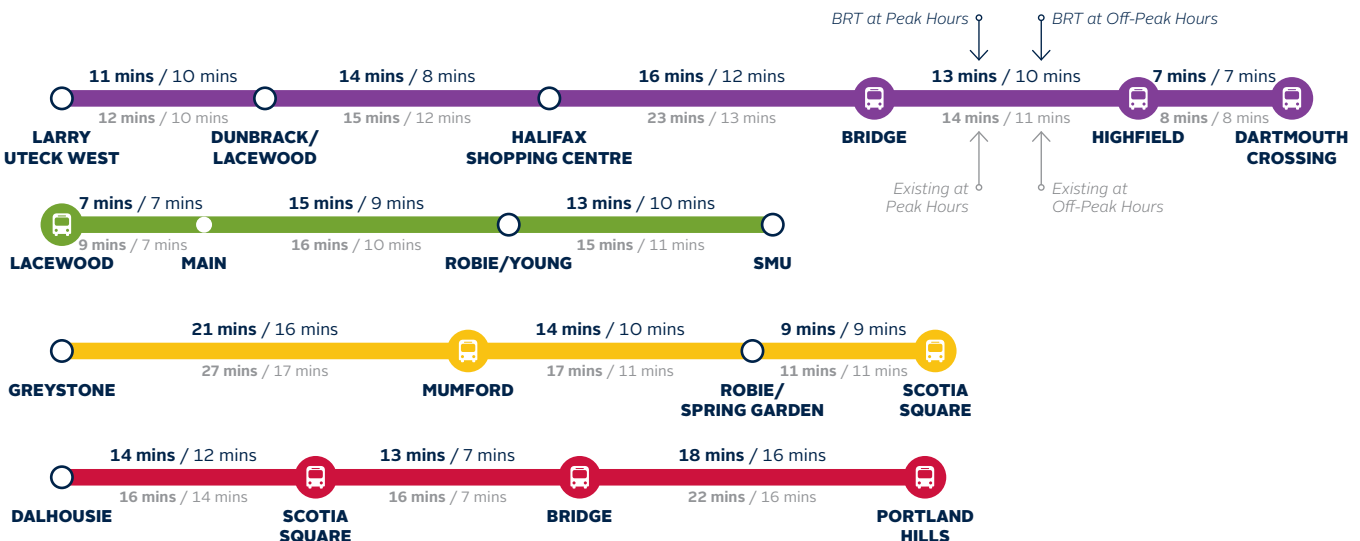 BRT at Peak Hours
BRT at Off-Peak Hours
11 mins / 10 mins
14 mins / 8 mins
16 mins / 12 mins
13 mins / 10 mins
7 mins / 7 mins
12 mins / 10 mins
15 mins / 12 mins
23 mins / 13 mins
14 mins / 11 mins
8 mins / 8 mins
LARRY
UTECK WEST
DUNBRACK/
LACEWOOD
HALIFAX
SHOPPING CENTRE
BRIDGE
HIGHFIELD
DARTMOUTH
CROSSING
Existing at
Peak Hours
Existing at
Off-Peak Hours
7 mins / 7 mins
15 mins / 9 mins
13 mins / 10 mins
9 mins / 7 mins
16 mins / 10 mins
15 mins / 11 mins
LACEWOOD
MAIN
ROBIE/YOUNG
SMU
21 mins / 16 mins
14 mins / 10 mins
9 mins / 9 mins
27 mins / 17 mins
17 mins / 11 mins
11 mins / 11 mins
GREYSTONE
MUMFORD
ROBIE/
SPRING GARDEN
SCOTIA
SQUARE
14 mins / 12 mins
13 mins / 7 mins
18 mins / 16 mins
16 mins / 14 mins
16 mins / 7 mins
22 mins / 16 mins
DALHOUSIE
SCOTIA
SQUARE
BRIDGE
PORTLAND
HILLS